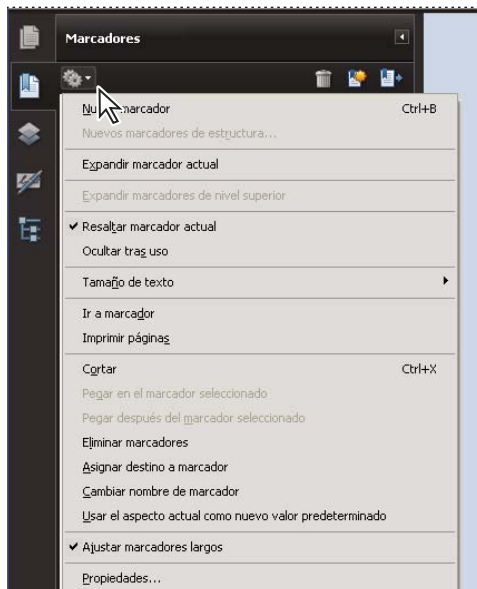 Marcadores
Nuevo marcador Ctrl+B
Nuevos marcadores de estructura...
Expandir marcador actual
Expandir marcadores de nivel superior
Resaltar marcador actual
Ocultar tras uso
Tamaño de texto
Ir a marcador
Imprimir páginas
Cortar Ctrl+X
Pegar en el marcador seleccionado
Pegar después del marcador seleccionado
Eliminar marcadores
Asignar destino a marcador
Cambiar nombre de marcador
Usar el aspecto actual como nuevo valor predeterminado
Ajustar marcadores largos
Propiedades...